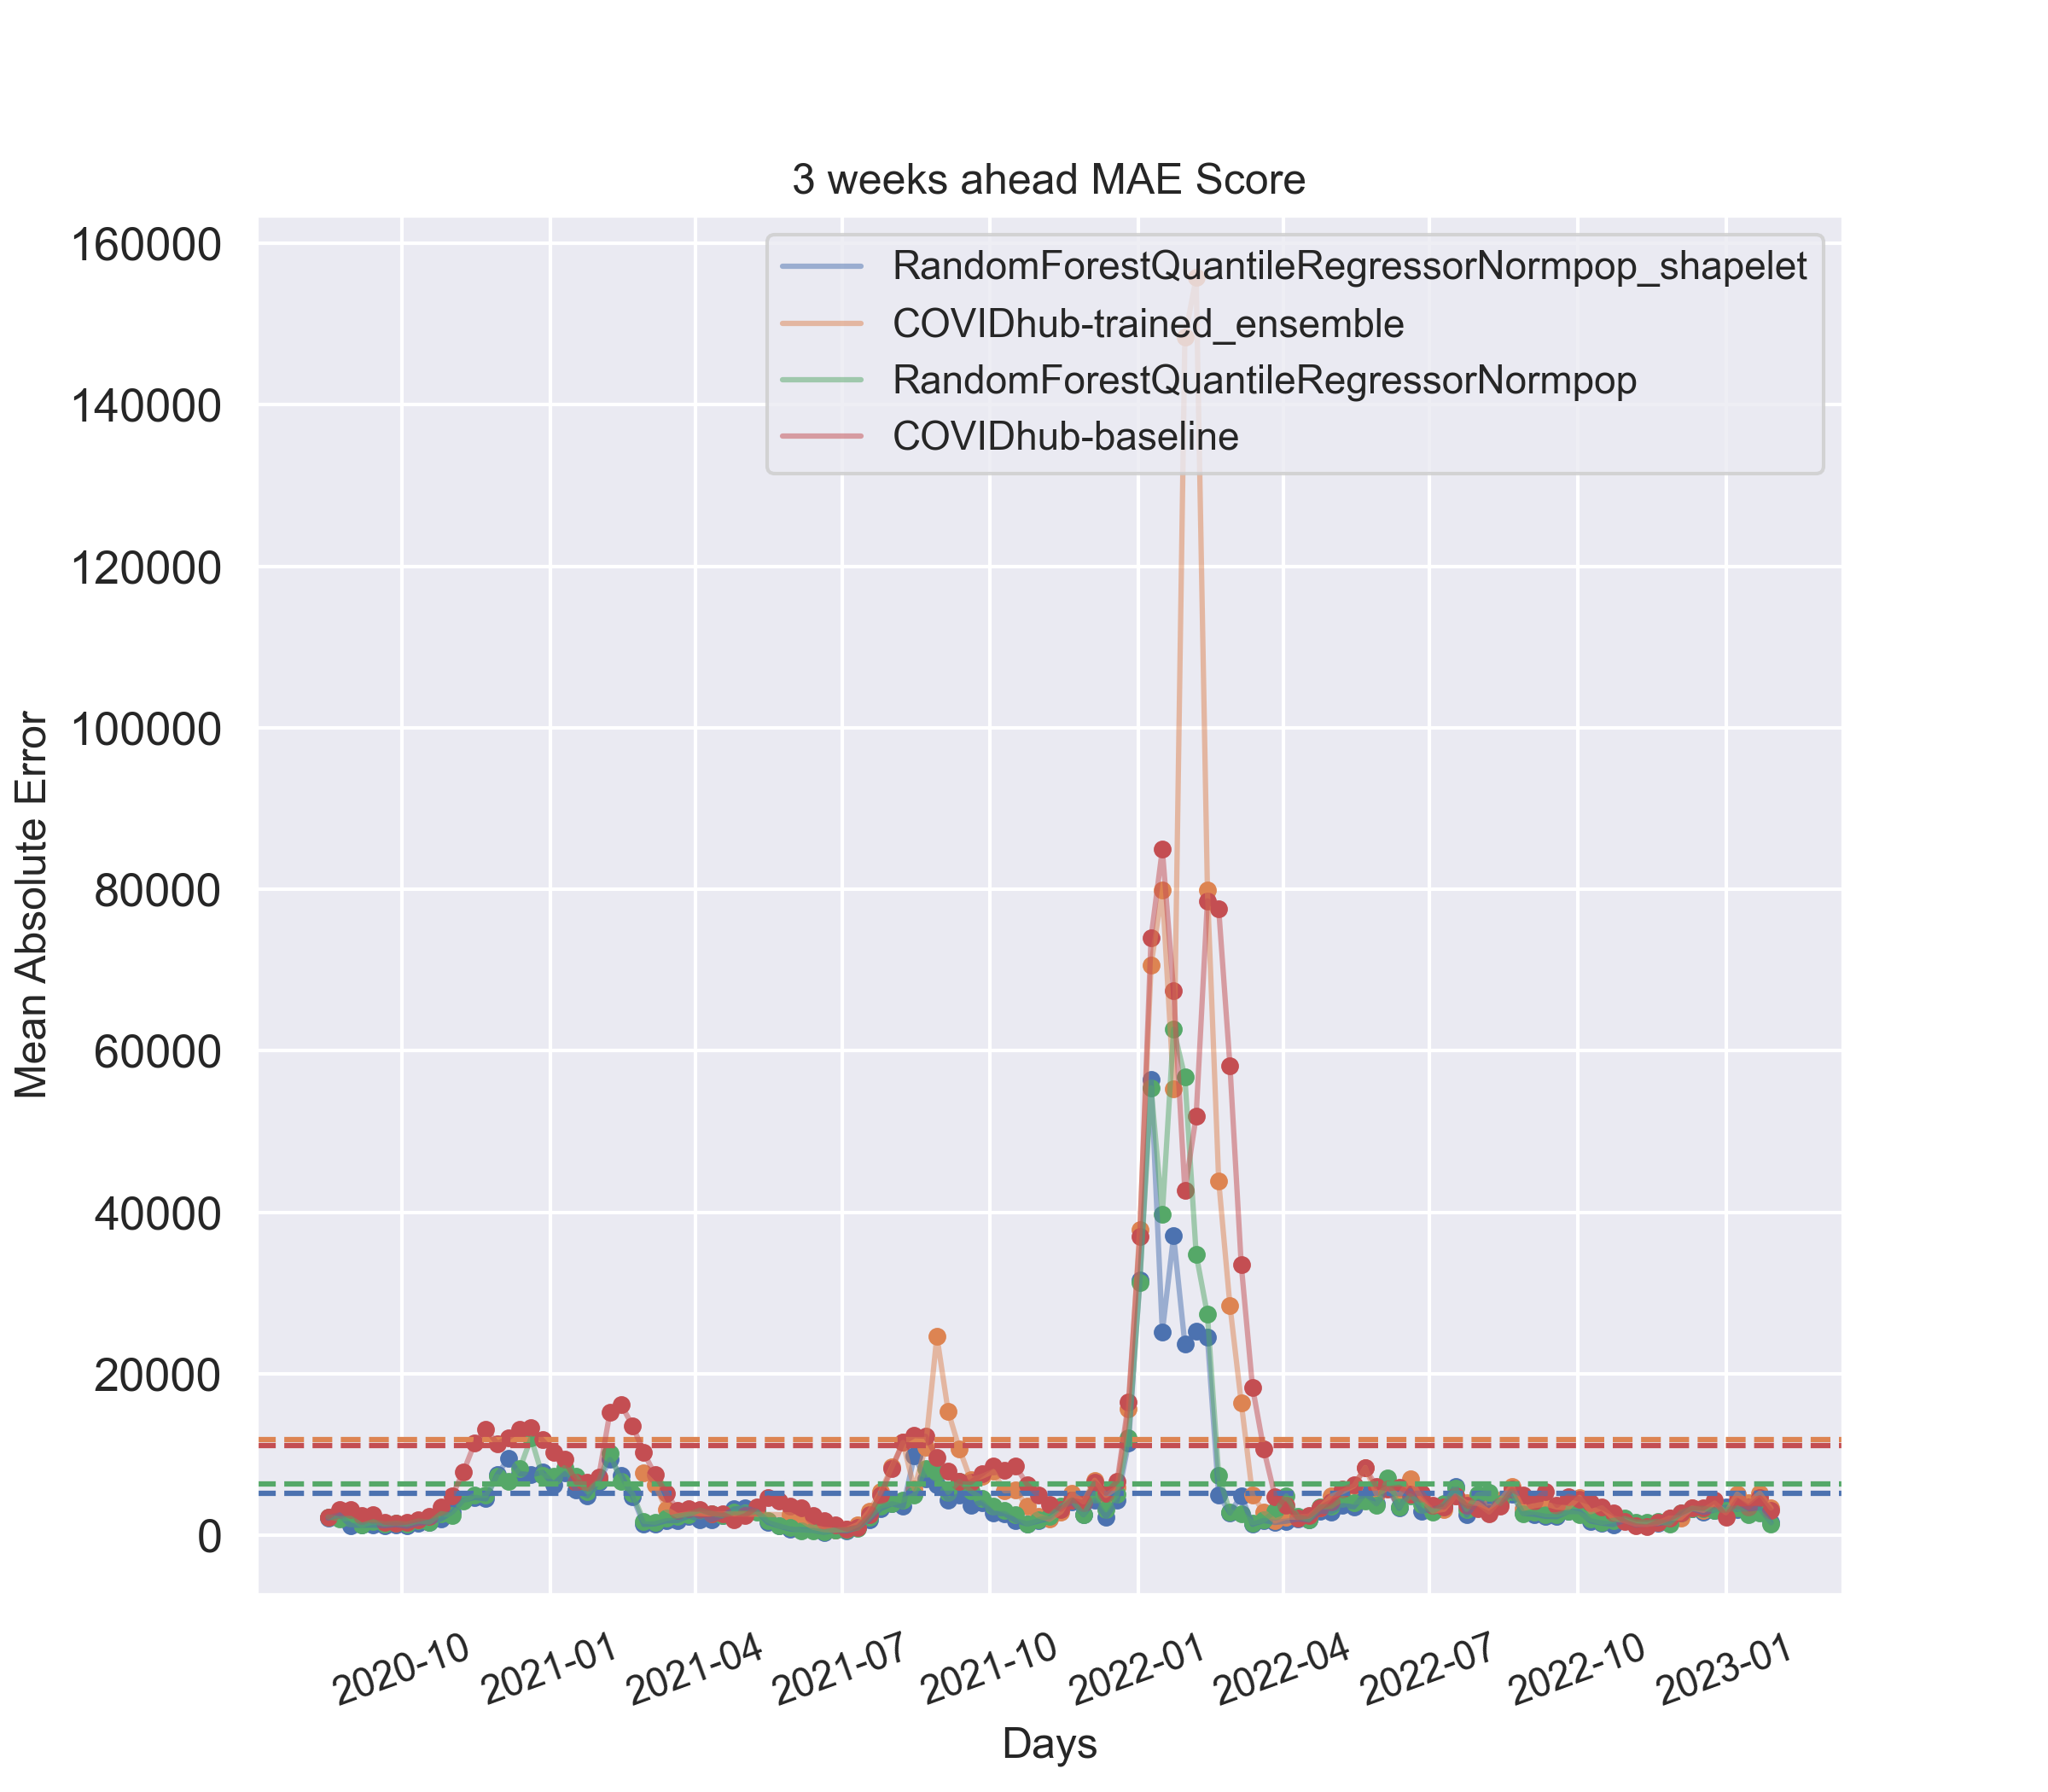 3 weeks ahead MAE Score
160000
140000
120000
100000
80000
60000
40000
20000
0
Mean Absolute Error
RandomForestQuantileRegressorNormpop_shapelet
COVIDhub-trained_ensemble
RandomForestQuantileRegressorNormpop
COVIDhub-baseline
2020-10
2021-01
2021-04
2021-07
2021-10
2022-01
2022-04
2022-07
2022-10
2023-01
Days